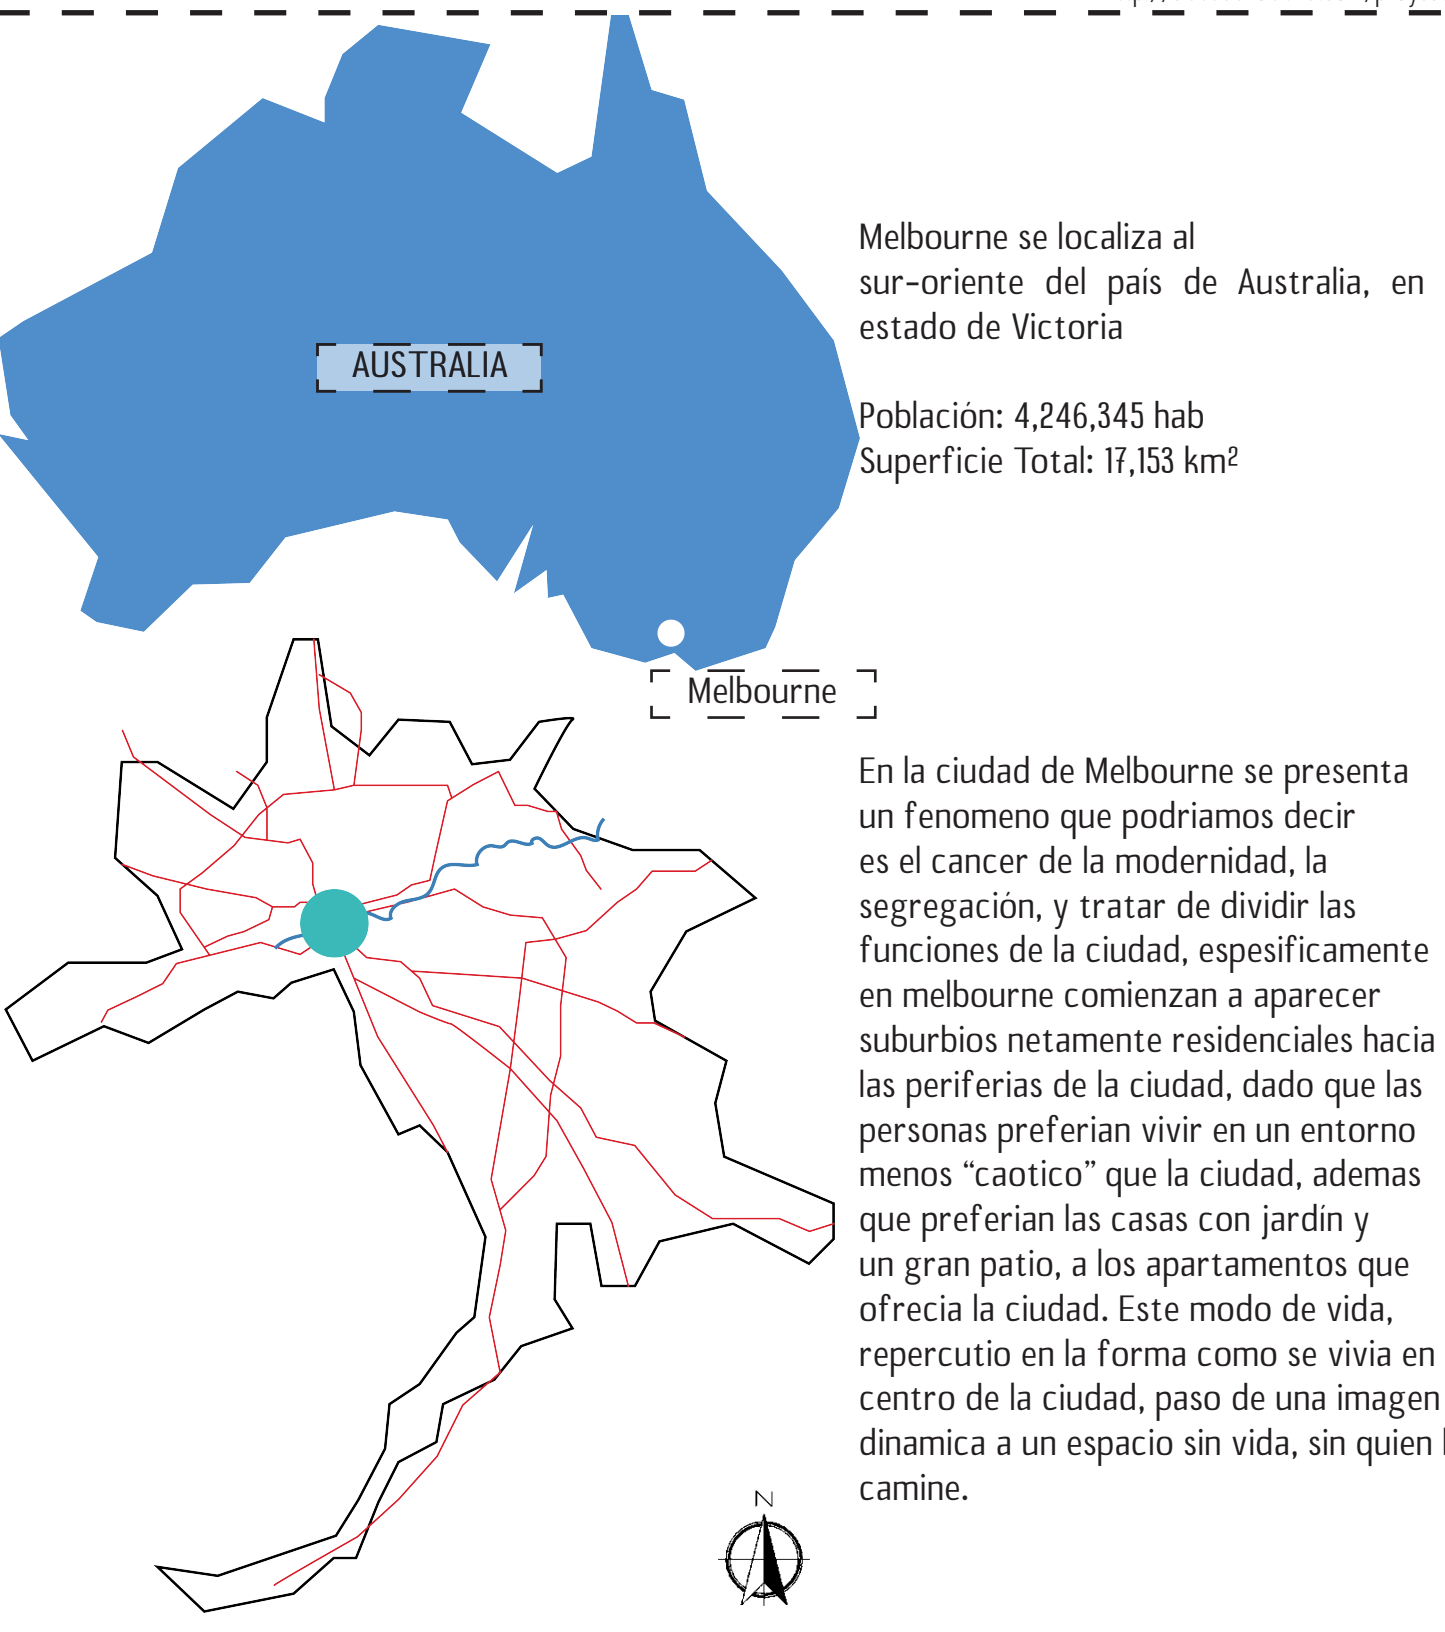 AUSTRALIA
Melbourne se localiza al
sur-oriente del país de Australia, en
estado de Victoria
Población: 4,246,345 hab
Superficie Total: 17,153 km²
Melbourne
En la ciudad de Melbourne se presenta
un fenomeno que podriamos decir
es el cancer de la modernidad, la
segregación, y tratar de dividir las
funciones de la ciudad, espesificamente
en melbourne comienzan a aparecer
suburbios netamente residenciales hacia
las periferias de la ciudad, dado que las
personas preferian vivir en un entorno
menos “caotico” que la ciudad, ademas
que preferian las casas con jardín y
un gran patio, a los apartamentos que
ofrecia la ciudad. Este modo de vida,
repercutio en la forma como se vivia en
centro de la ciudad, paso de una imagen
dinamica a un espacio sin vida, sin quien
camine.
N